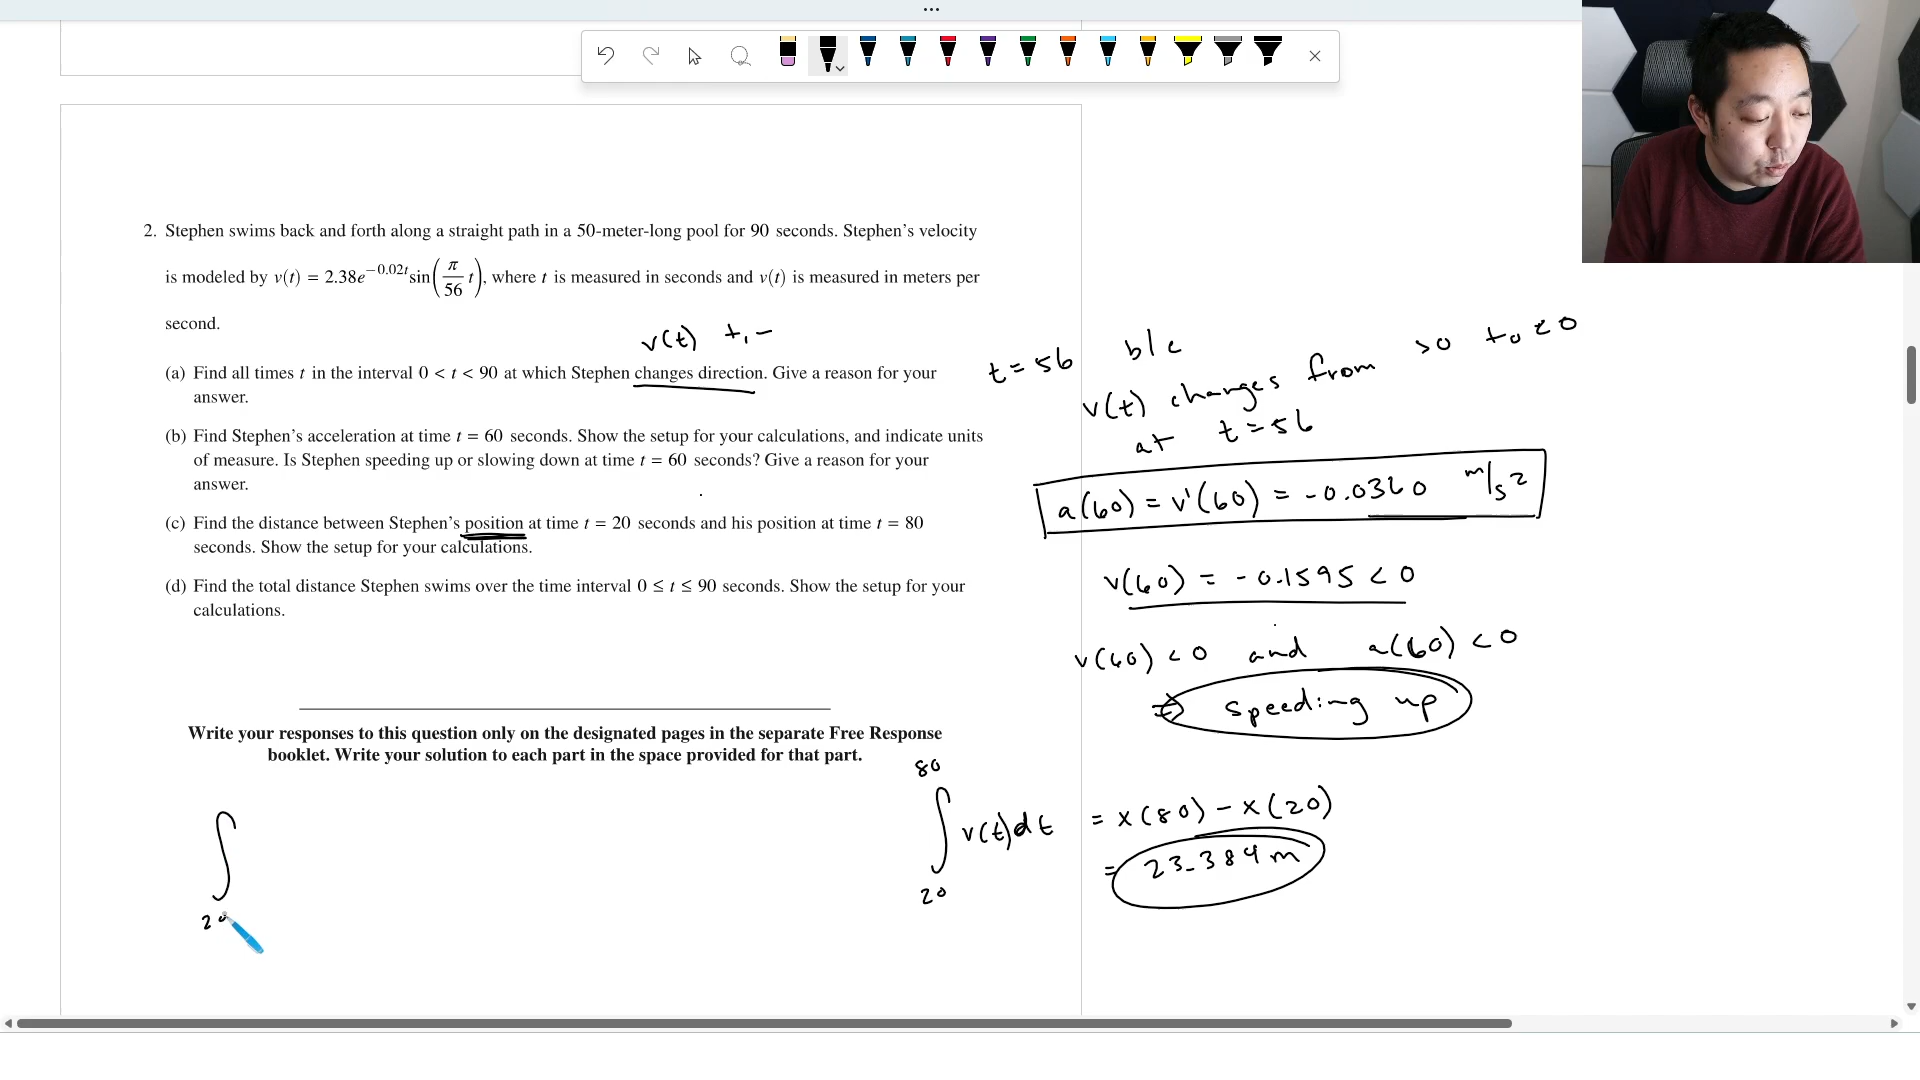 2. Stephen swims back and forth along a straight path in a 50-meter-long pool for 90 seconds. Stephen's velocity
is modeled by v(t) = 2.38e^{-0.02t} sin(π/56 t), where t is measured in seconds and v(t) is measured in meters per
second.
v(t) +, -
(a) Find all times t in the interval 0 < t < 90 at which Stephen changes direction. Give a reason for your
answer.
t = 56 b/c
v(t) changes from >0 to <0
at t = 56
(b) Find Stephen's acceleration at time t = 60 seconds. Show the setup for your calculations, and indicate units
of measure. Is Stephen speeding up or slowing down at time t = 60 seconds? Give a reason for your
answer.
a(60) = v'(60) = -0.0360 m/s²
(c) Find the distance between Stephen's position at time t = 20 seconds and his position at time t = 80
seconds. Show the setup for your calculations.
v(60) = -0.1595 < 0
(d) Find the total distance Stephen swims over the time interval 0 ≤ t ≤ 90 seconds. Show the setup for your
calculations.
v(60) < 0 and a(60) < 0
⇒ speeding up
Write your responses to this question only on the designated pages in the separate Free Response
booklet. Write your solution to each part in the space provided for that part.
80
∫ v(t)dt = x(80) - x(20)
20
= 23.384 m
∫
20